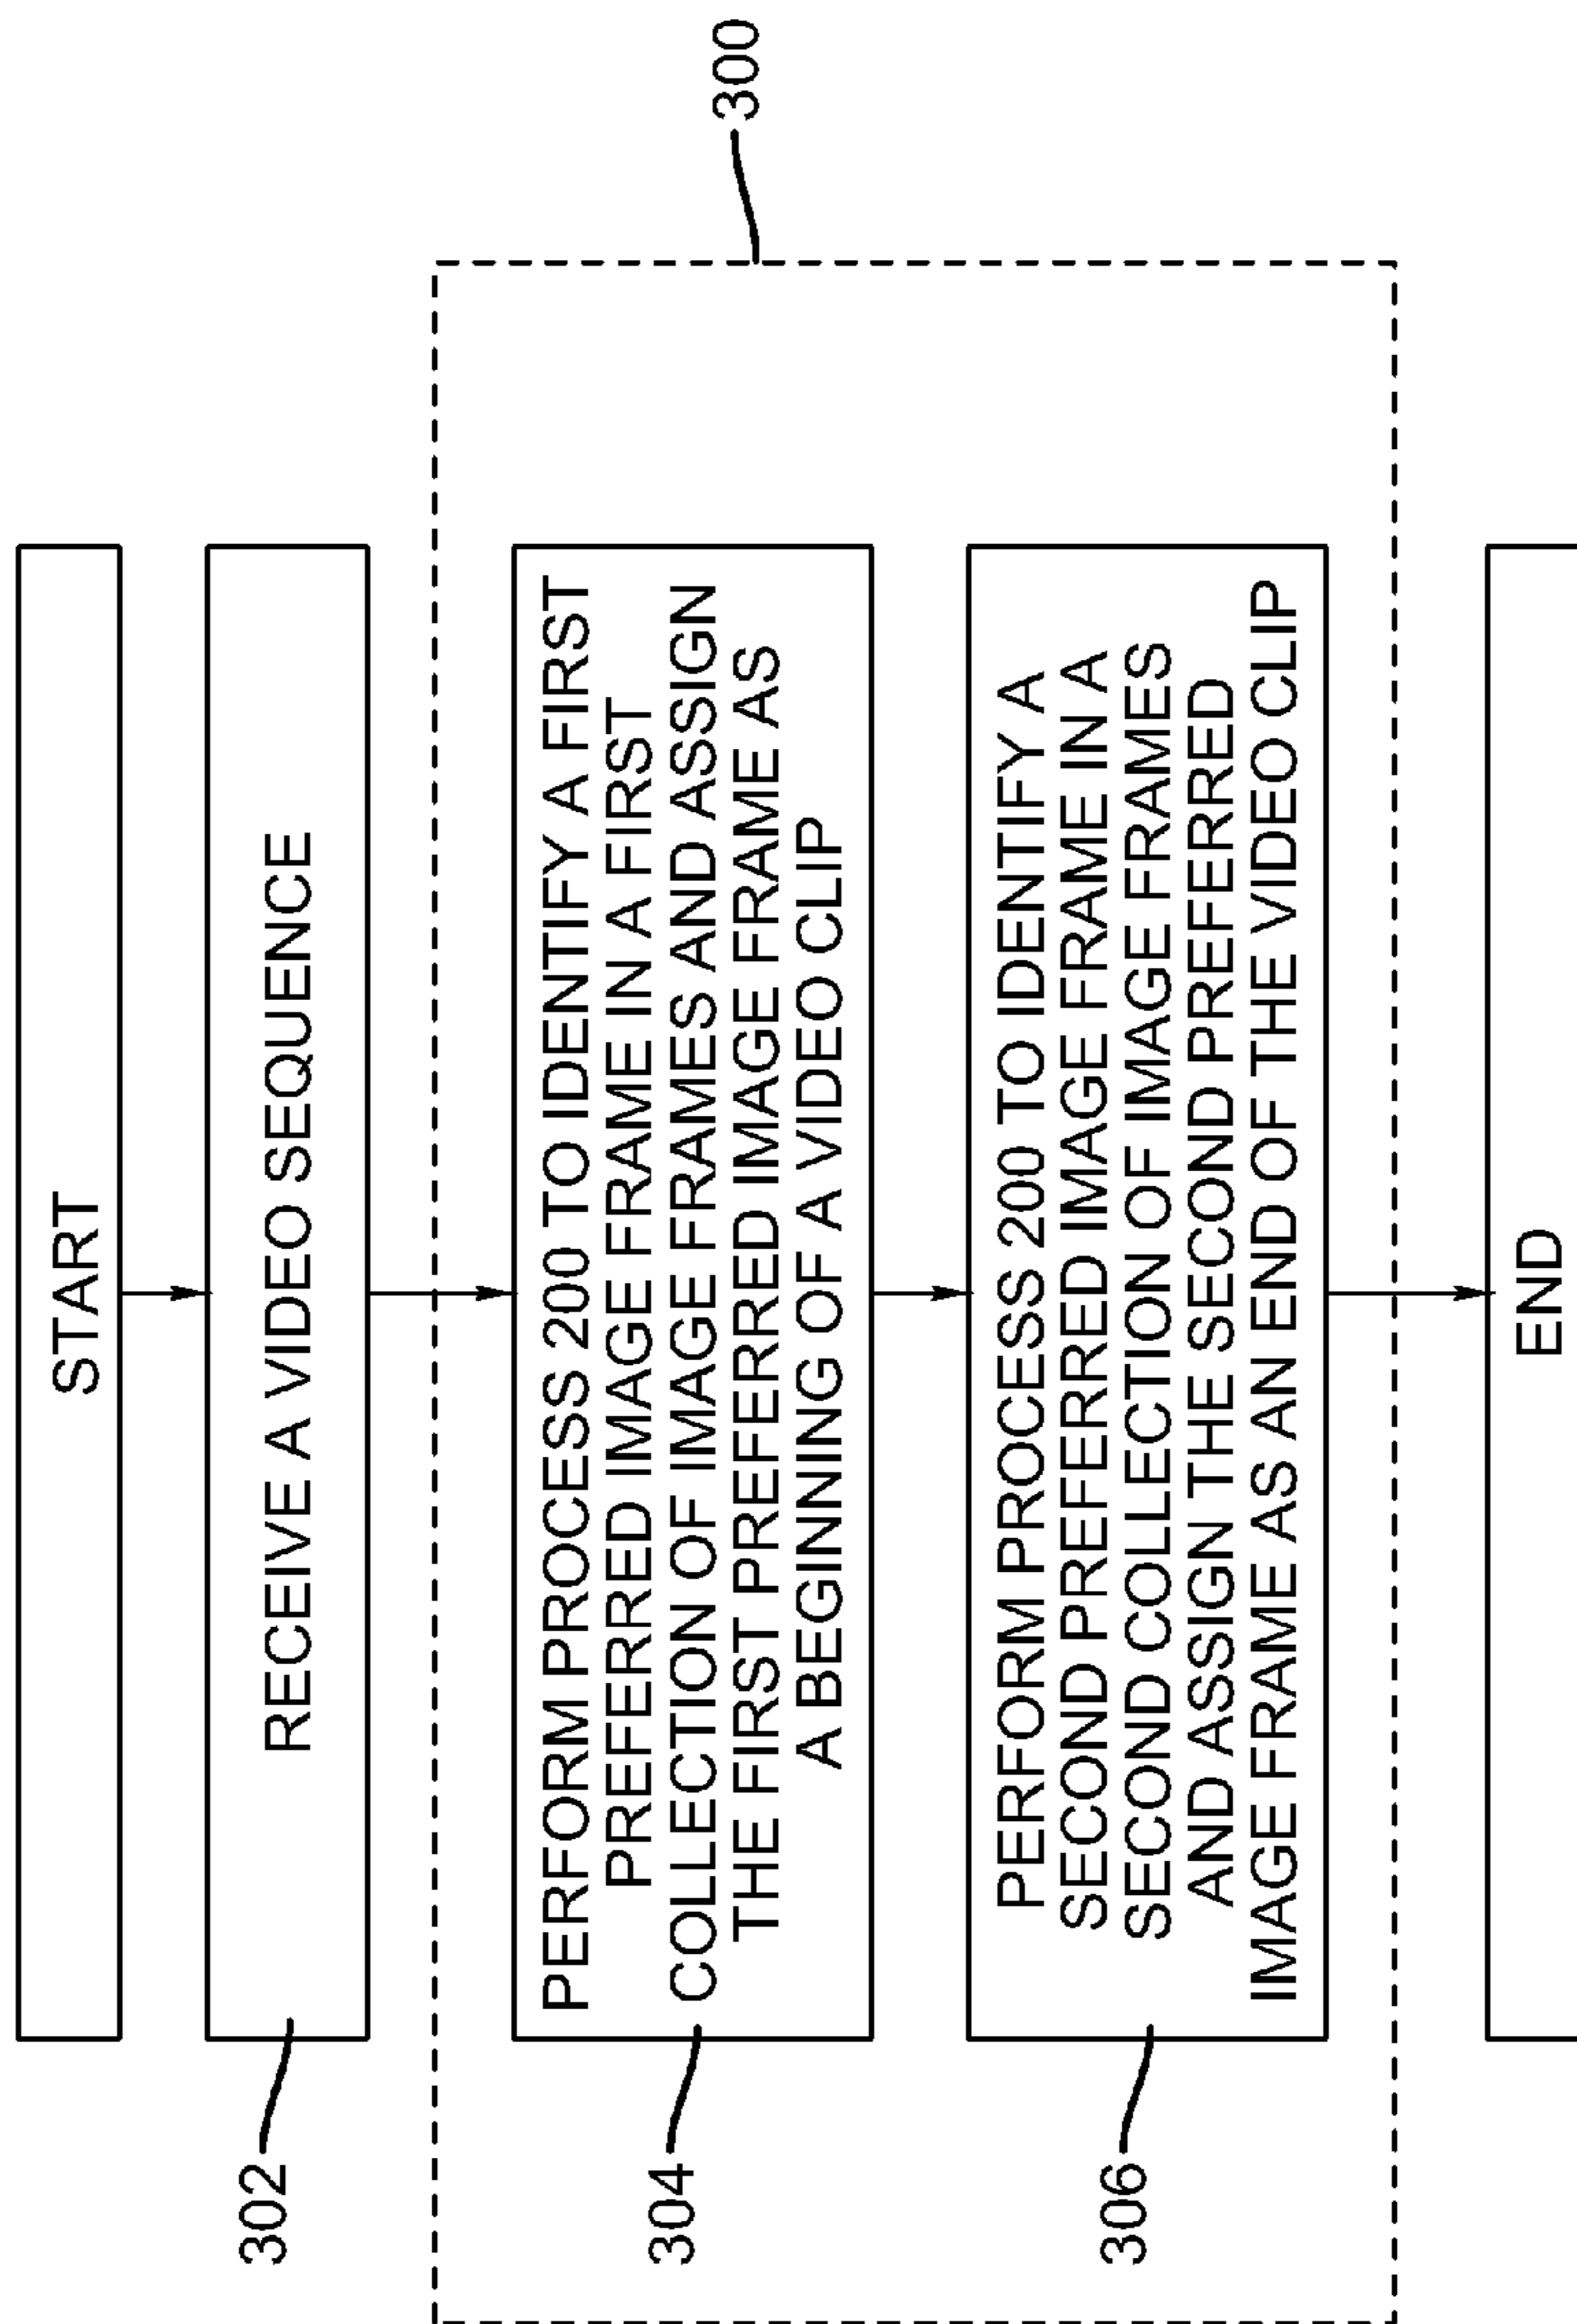 START
302
RECEIVE A VIDEO SEQUENCE
300
304
PERFORM PROCESS 200 TO IDENTIFY A FIRST
PREFERRED IMAGE FRAME IN A FIRST
COLLECTION OF IMAGE FRAMES AND ASSIGN
THE FIRST PREFERRED IMAGE FRAME AS
A BEGINNING OF A VIDEO CLIP
306
PERFORM PROCESS 200 TO IDENTIFY A
SECOND PREFERRED IMAGE FRAME IN A
SECOND COLLECTION OF IMAGE FRAMES
AND ASSIGN THE SECOND PREFERRED
IMAGE FRAME AS AN END OF THE VIDEO CLIP
END